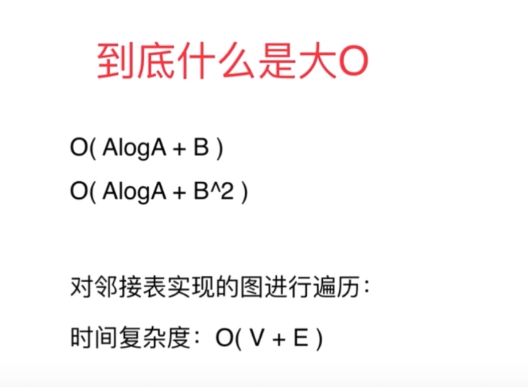 到底什么是大O
O( AlogA + B )
O( AlogA + B^2 )
对邻接表实现的图进行遍历：
时间复杂度：O( V + E )